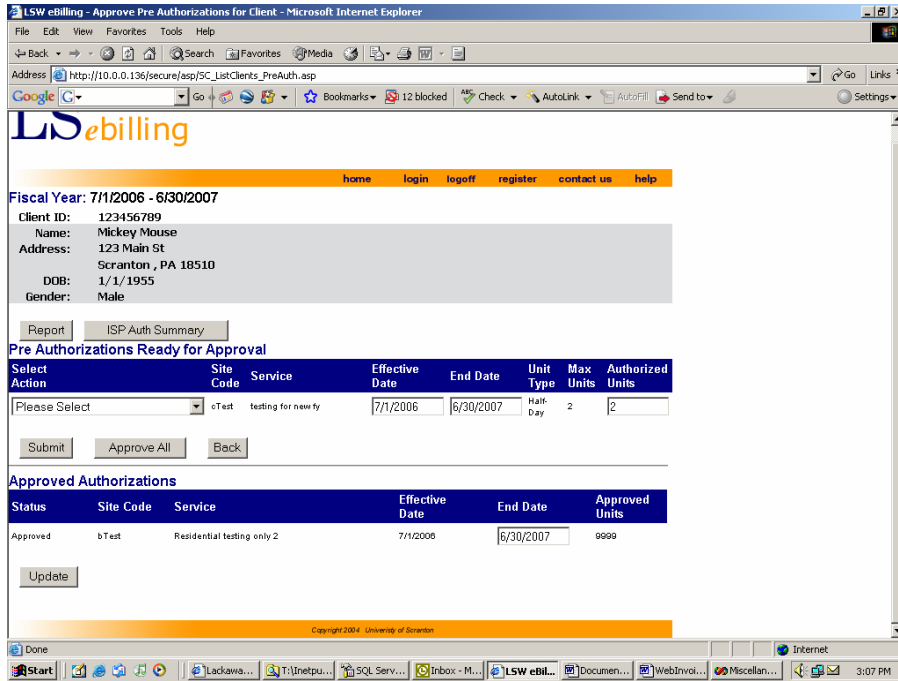 LSW eBilling - Approve Pre Authorizations for Client - Microsoft Internet Explorer
File Edit View Favorites Tools Help
Back Search Favorites Media
Address http://10.0.0.136/secure/asp/SC_ListClients_PreAuth.asp Go Links
Google G Go Bookmarks 12 blocked ABC Check AutoLink AutoFill Send to Settings
LSebilling
home login logoff register contact us help
Fiscal Year: 7/1/2006 - 6/30/2007
Client ID: 123456789
Name: Mickey Mouse
Address: 123 Main St
Scranton , PA 18510
DOB: 1/1/1955
Gender: Male
Report ISP Auth Summary
Pre Authorizations Ready for Approval
Select Action Site Code Service Effective Date End Date Unit Type Max Units Authorized Units
Please Select cTest testing for new fy 7/1/2006 6/30/2007 Half-Day 2 2
Submit Approve All Back
Approved Authorizations
Status Site Code Service Effective Date End Date Approved Units
Approved bTest Residential testing only 2 7/1/2006 6/30/2007 9999
Update
Copyright 2004 Univeristy of Scranton
Done Internet
Start Lackawa... T:\Inetpu... SQL Serv... Inbox - M... LSW eBil... Documen... WebInvoi... Miscellan... 3:07 PM